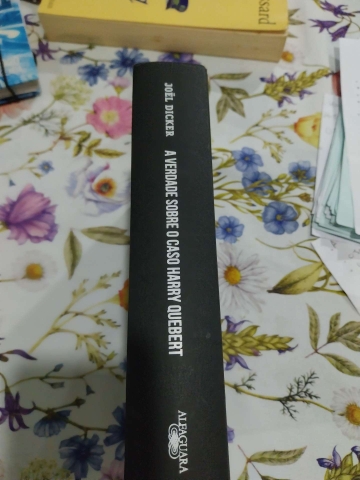 JOËL DICKER
A VERDADE SOBRE O CASO HARRY QUEBERT
ALFAGUARA